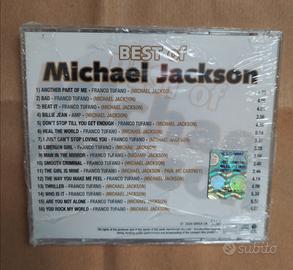 BEST of
Michael Jackson
1) ANOTHER PART OF ME - FRANCO TUFANO - (MICHAEL JACKSON)
2) BAD - FRANCO TUFANO - (MICHAEL JACKSON)
3) BEAT IT - FRANCO TUFANO - (MICHAEL JACKSON)
4) BILLIE JEAN - AMP - (MICHAEL JACKSON)
5) DON'T STOP TILL YOU GET ENOUGH - FRANCO TUFANO - (MICHAEL JACKSON)
6) HEAL THE WORLD - FRANCO TUFANO - (MICHAEL JACKSON)
7) I JUST CAN'T STOP LOVING YOU - FRANCO TUFANO - (MICHAEL JACKSON)
8) LIBERIAN GIRL - FRANCO TUFANO - (MICHAEL JACKSON)
9) MAN IN THE MIRROR - FRANCO TUFANO - (MICHAEL JACKSON)
10) SMOOTH CRIMINAL - FRANCO TUFANO - (MICHAEL JACKSON)
11) THE GIRL IS MINE - FRANCO TUFANO - (MICHAEL JACKSON / PAUL MC CARTNEY)
12) THE WAY YOU MAKE ME FEEL - FRANCO TUFANO - (MICHAEL JACKSON)
13) THRILLER - FRANCO TUFANO - (MICHAEL JACKSON)
14) WHO IS IT - FRANCO TUFANO - (MICHAEL JACKSON)
15) ARE YOU NOT ALONE - FRANCO TUFANO - (MICHAEL JACKSON)
16) YOU ROCK MY WORLD - FRANCO TUFANO - (MICHAEL JACKSON)
subito